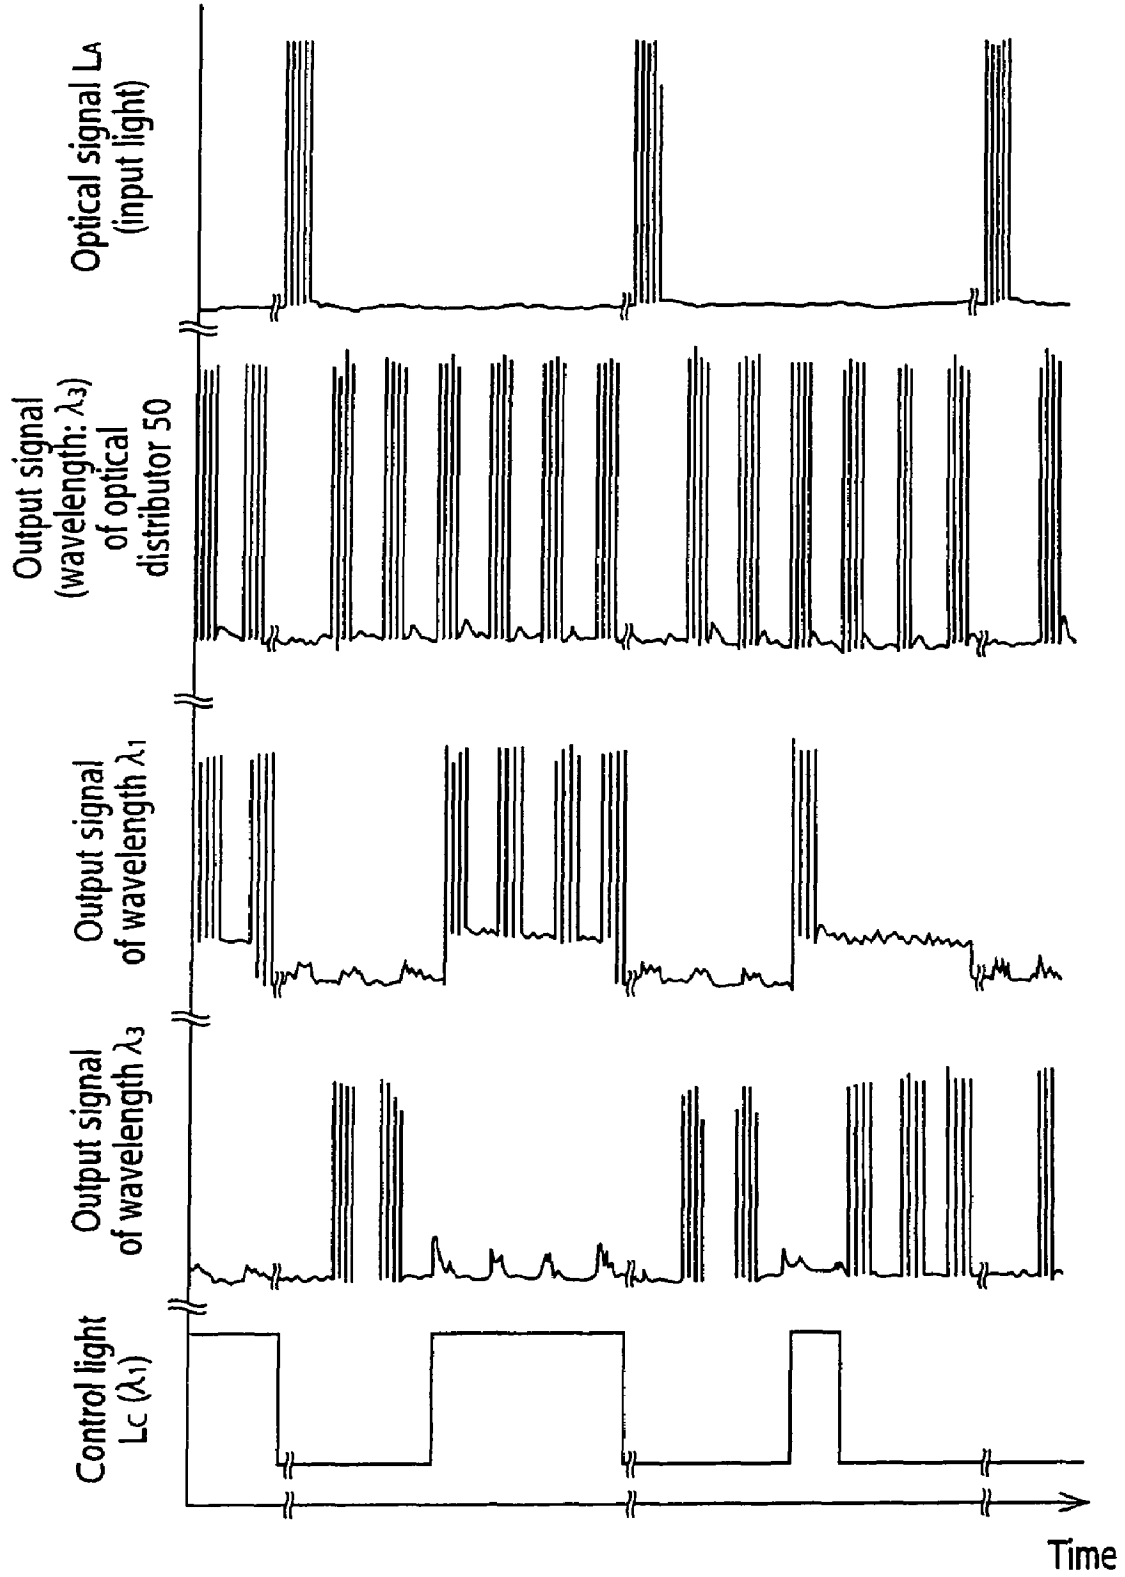 Optical signal LA
(input light)
Output signal
(wavelength: λ3)
of optical
distributor 50
Output signal
of wavelength λ1
Output signal
of wavelength λ3
Control light
LC (λ1)
Time